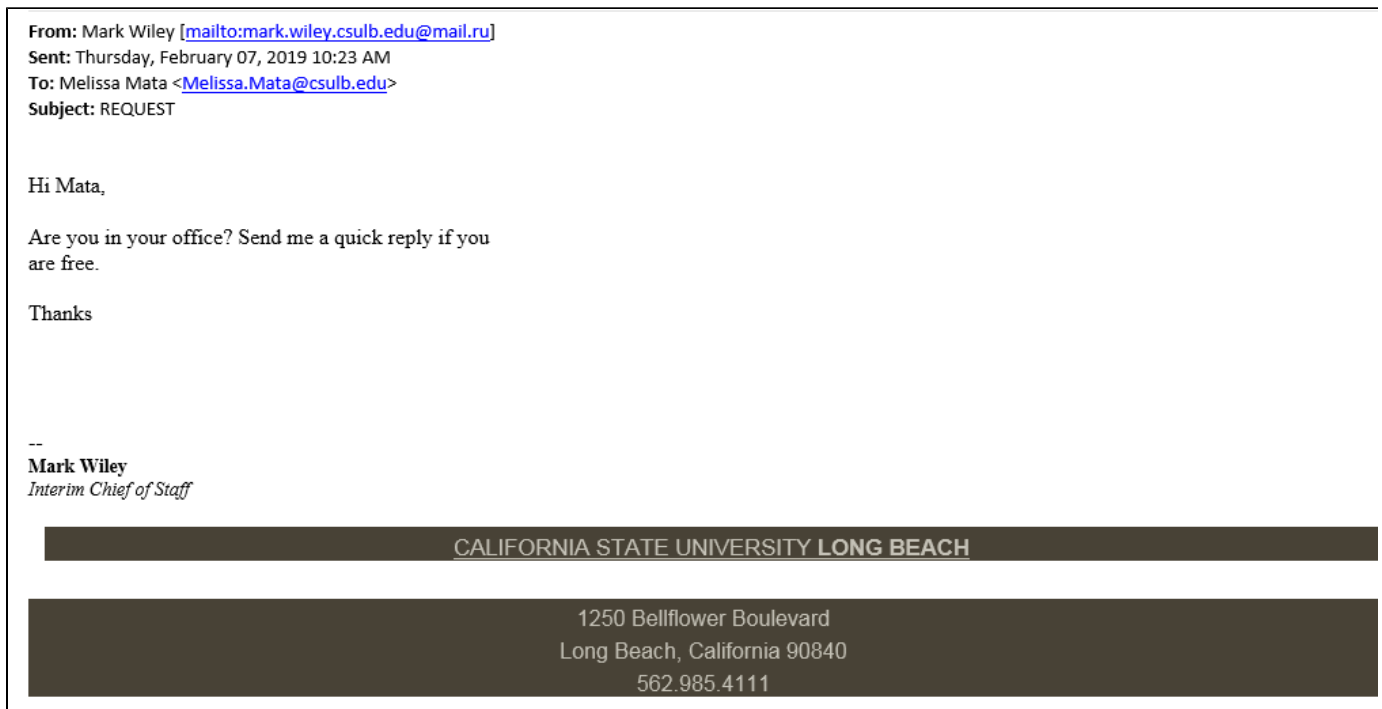 From: Mark Wiley [mailto:mark.wiley.csulb.edu@mail.ru]
Sent: Thursday, February 07, 2019 10:23 AM
To: Melissa Mata <Melissa.Mata@csulb.edu>
Subject: REQUEST
Hi Mata,
Are you in your office? Send me a quick reply if you
are free.
Thanks
--
Mark Wiley
Interim Chief of Staff
CALIFORNIA STATE UNIVERSITY LONG BEACH
1250 Bellflower Boulevard
Long Beach, California 90840
562.985.4111